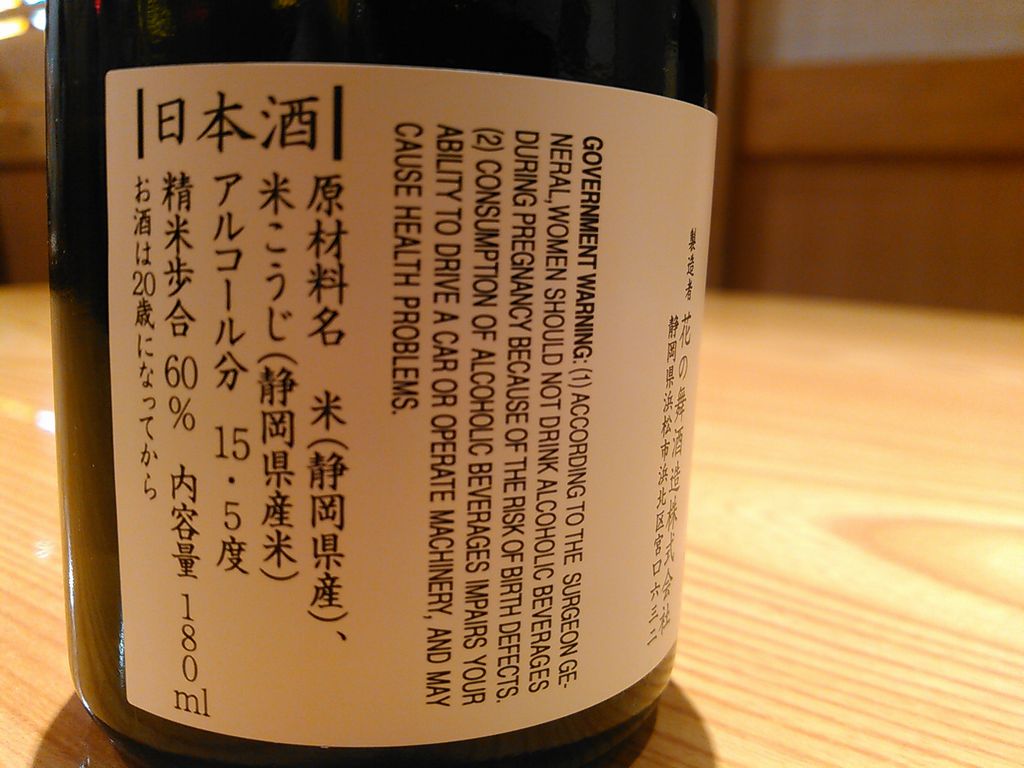 製造者 花の舞酒造株式会社
静岡県浜松市浜北区宮口六三二
GOVERNMENT WARNING: (1) ACCORDING TO THE SURGEON GE-
NERAL, WOMEN SHOULD NOT DRINK ALCOHOLIC BEVERAGES
DURING PREGNANCY BECAUSE OF THE RISK OF BIRTH DEFECTS.
(2) CONSUMPTION OF ALCOHOLIC BEVERAGES IMPAIRS YOUR
ABILITY TO DRIVE A CAR OR OPERATE MACHINERY, AND MAY
CAUSE HEALTH PROBLEMS.
日本酒
原材料名 米(静岡県産)、
米こうじ(静岡県産米)
アルコール分 15・5度
精米歩合 60% 内容量 180ml
お酒は20歳になってから